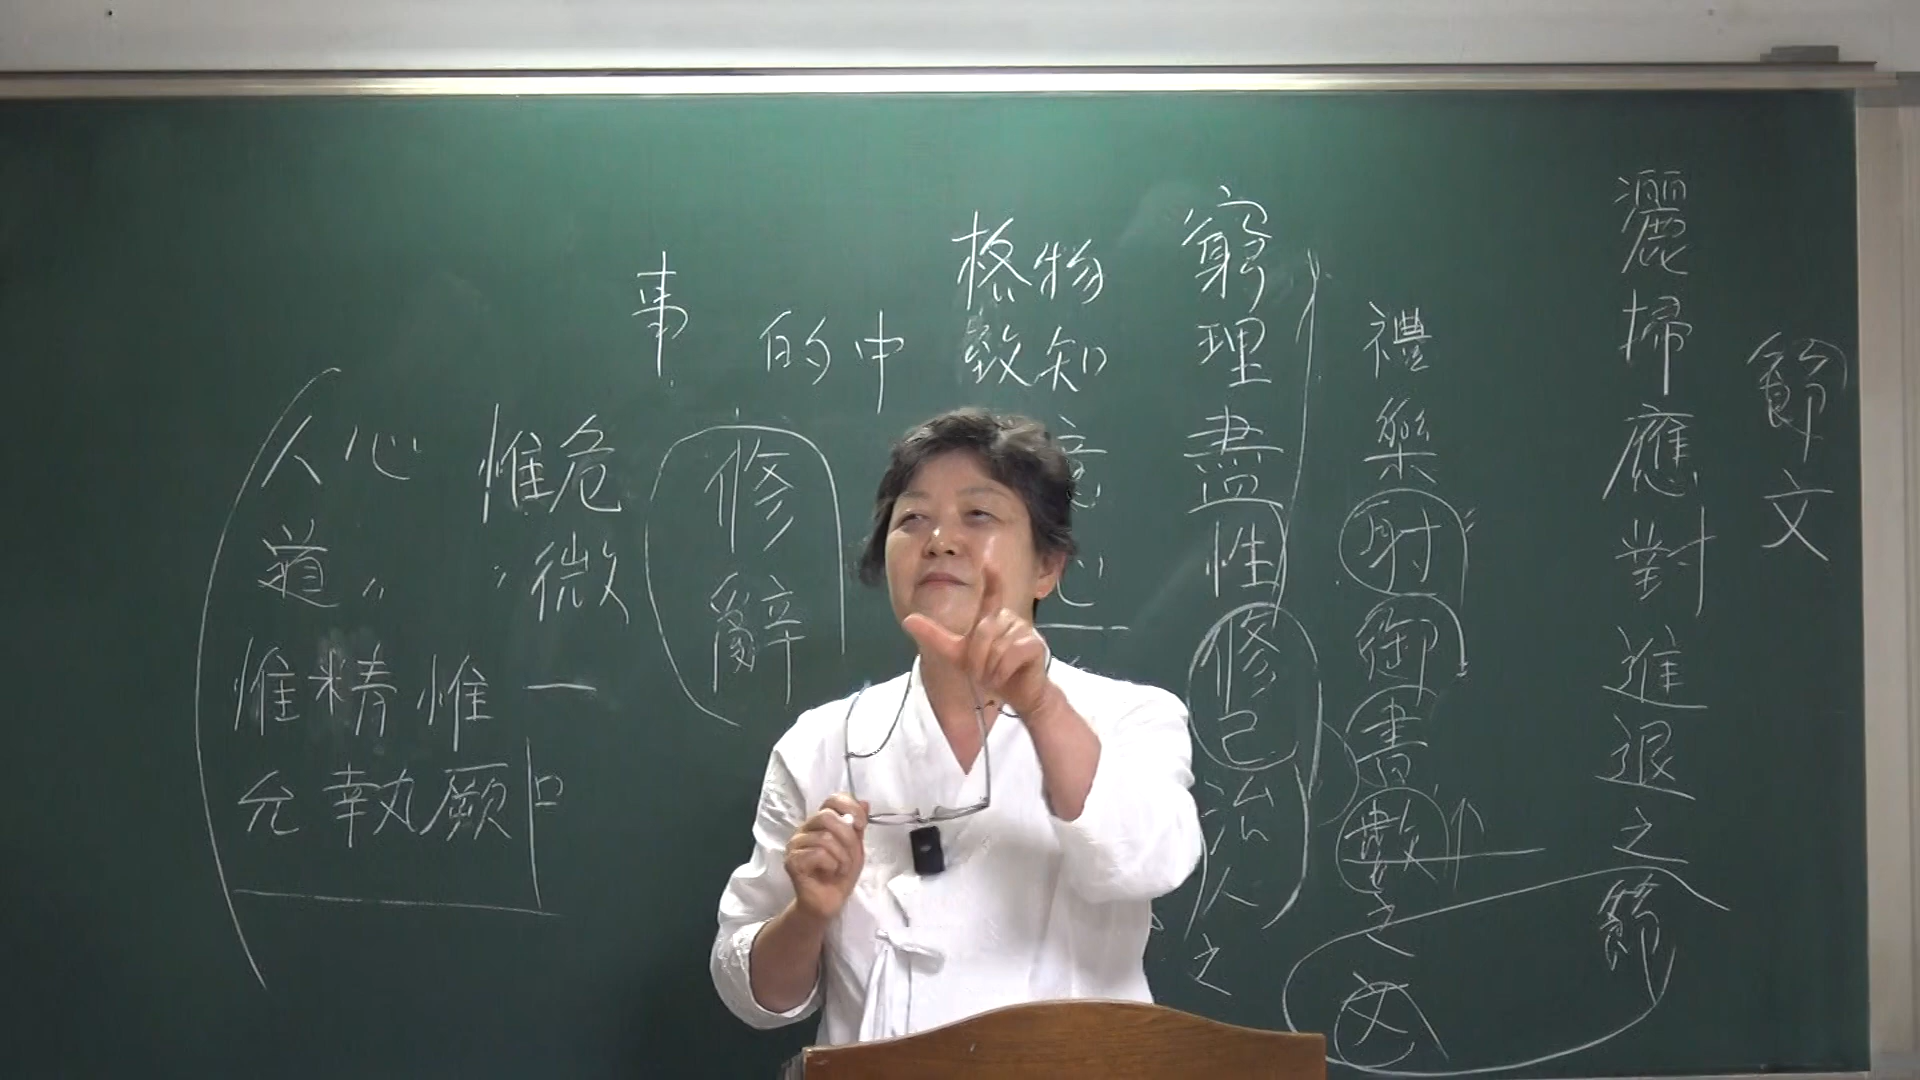 節文
灑掃應對進退之節
禮樂射御書數之文
窮理盡性修己治人之
格物
致知
意
心
的中
事
修辭
人心惟危
道〃〃微
惟精惟一
允執厥中